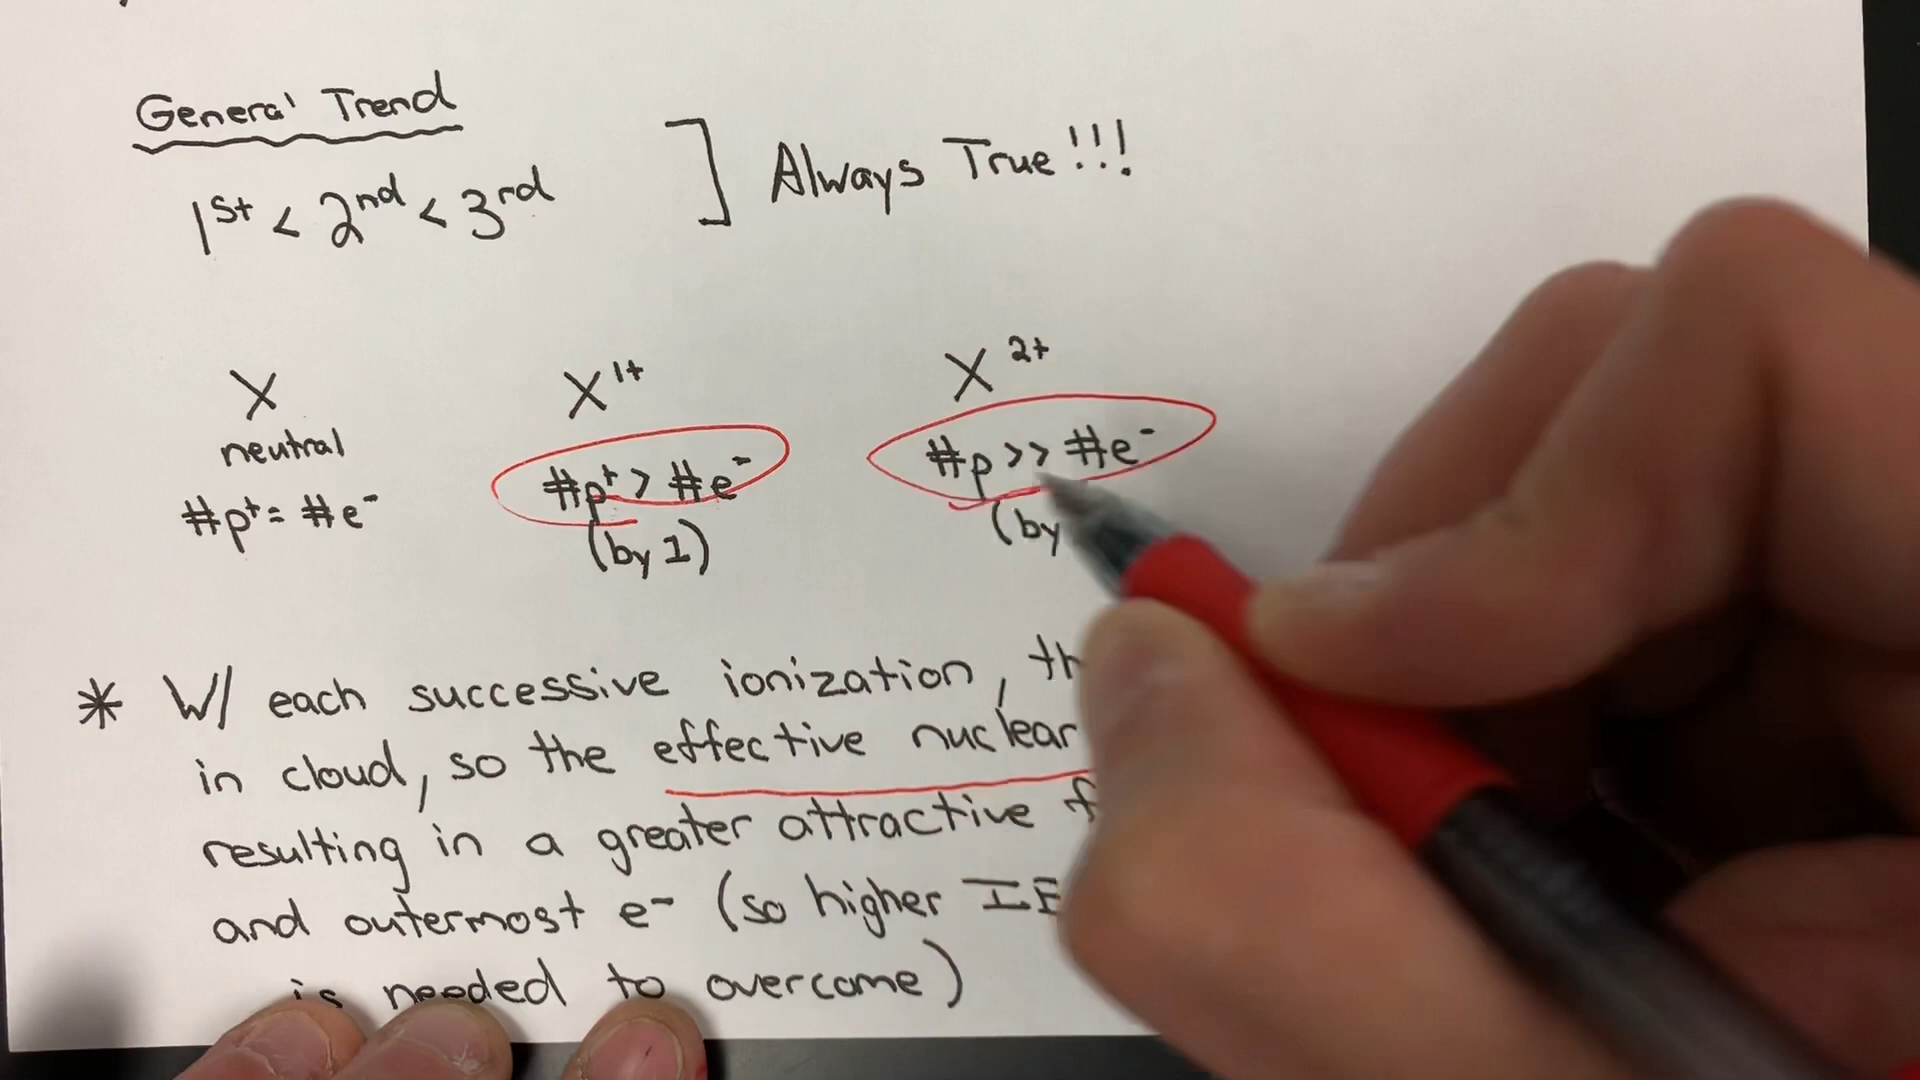 General Trend
1st < 2nd < 3rd ] Always True!!!
X X1+ X2+
neutral
#p+ = #e- #p+ > #e- #p >> #e-
(by 1) (by
* W/ each successive ionization,
in cloud, so the effective nuclear
resulting in a greater attractive
and outermost e- (so higher IE
is needed to overcome)